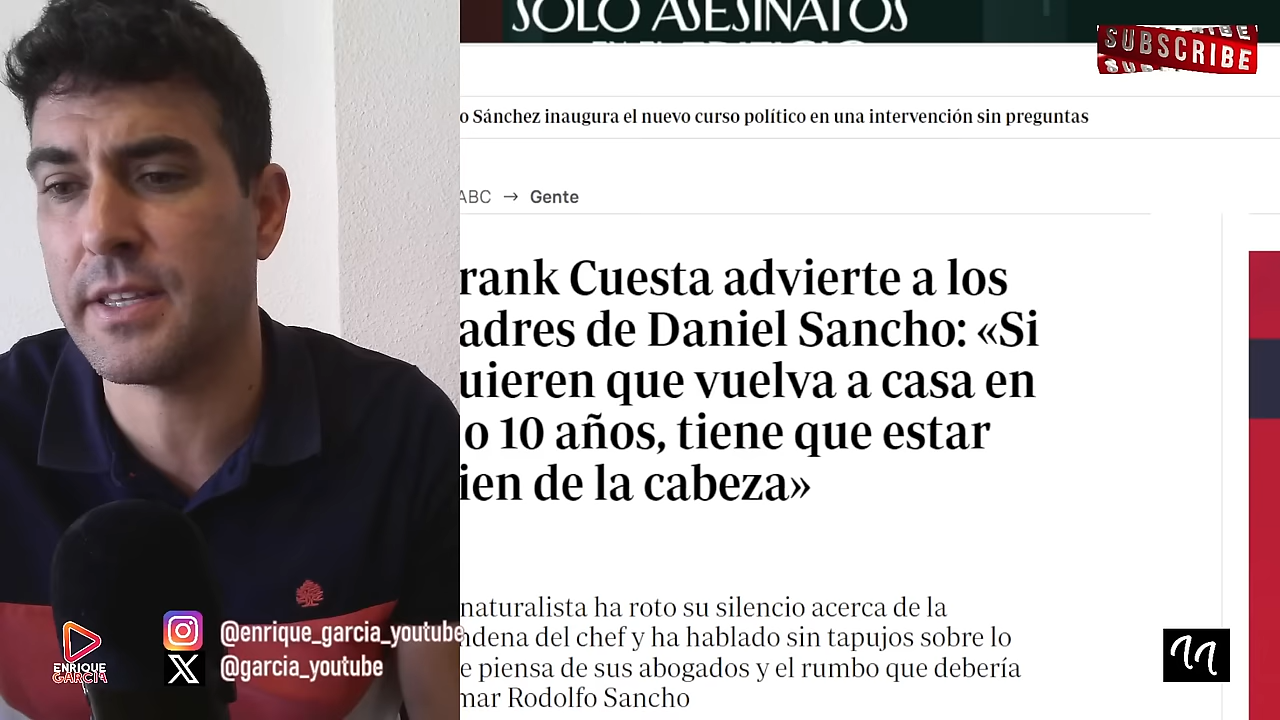 SOLO ASESINATOS
EN EL EDIFICIO
SUBSCRIBE
o Sánchez inaugura el nuevo curso político en una intervención sin preguntas
ABC → Gente
rank Cuesta advierte a los
adres de Daniel Sancho: «Si
uieren que vuelva a casa en
o 10 años, tiene que estar
ien de la cabeza»
naturalista ha roto su silencio acerca de la
ndena del chef y ha hablado sin tapujos sobre lo
e piensa de sus abogados y el rumbo que debería
mar Rodolfo Sancho
@enrique_garcia_youtube
@garcia_youtube
ENRIQUE
GARCIA